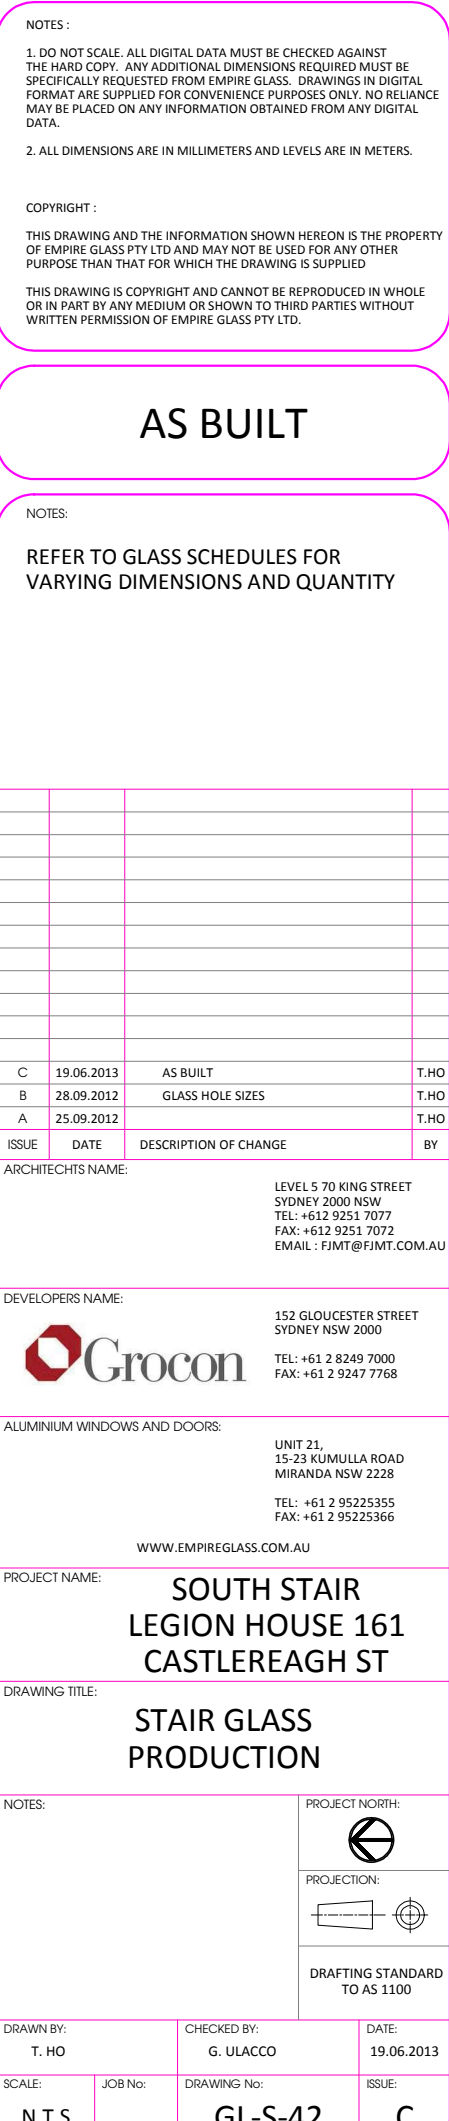 NOTES :
1. DO NOT SCALE. ALL DIGITAL DATA MUST BE CHECKED AGAINST
THE HARD COPY. ANY ADDITIONAL DIMENSIONS REQUIRED MUST BE
SPECIFICALLY REQUESTED FROM EMPIRE GLASS. DRAWINGS IN DIGITAL
FORMAT ARE SUPPLIED FOR CONVENIENCE PURPOSES ONLY. NO RELIANCE
MAY BE PLACED ON ANY INFORMATION OBTAINED FROM ANY DIGITAL
DATA.
2. ALL DIMENSIONS ARE IN MILLIMETERS AND LEVELS ARE IN METERS.
COPYRIGHT :
THIS DRAWING AND THE INFORMATION SHOWN HEREON IS THE PROPERTY
OF EMPIRE GLASS PTY LTD AND MAY NOT BE USED FOR ANY OTHER
PURPOSE THAN THAT FOR WHICH THE DRAWING IS SUPPLIED
THIS DRAWING IS COPYRIGHT AND CANNOT BE REPRODUCED IN WHOLE
OR IN PART BY ANY MEDIUM OR SHOWN TO THIRD PARTIES WITHOUT
WRITTEN PERMISSION OF EMPIRE GLASS PTY LTD.
AS BUILT
NOTES:
REFER TO GLASS SCHEDULES FOR
VARYING DIMENSIONS AND QUANTITY
C 19.06.2013 AS BUILT T.HO
B 28.09.2012 GLASS HOLE SIZES T.HO
A 25.09.2012 T.HO
ISSUE DATE DESCRIPTION OF CHANGE BY
ARCHITECHTS NAME:
LEVEL 5 70 KING STREET
SYDNEY 2000 NSW
TEL: +612 9251 7077
FAX: +612 9251 7072
EMAIL : FJMT@FJMT.COM.AU
DEVELOPERS NAME:
Grocon
152 GLOUCESTER STREET
SYDNEY NSW 2000
TEL: +61 2 8249 7000
FAX: +61 2 9247 7768
ALUMINIUM WINDOWS AND DOORS:
UNIT 21,
15-23 KUMULLA ROAD
MIRANDA NSW 2228
TEL: +61 2 95225355
FAX: +61 2 95225366
WWW.EMPIREGLASS.COM.AU
PROJECT NAME:
SOUTH STAIR
LEGION HOUSE 161
CASTLEREAGH ST
DRAWING TITLE:
STAIR GLASS
PRODUCTION
NOTES:
PROJECT NORTH:
PROJECTION:
DRAFTING STANDARD
TO AS 1100
DRAWN BY: CHECKED BY: DATE:
T. HO G. ULACCO 19.06.2013
SCALE: JOB No: DRAWING No: ISSUE:
N.T.S GL-S-42 C